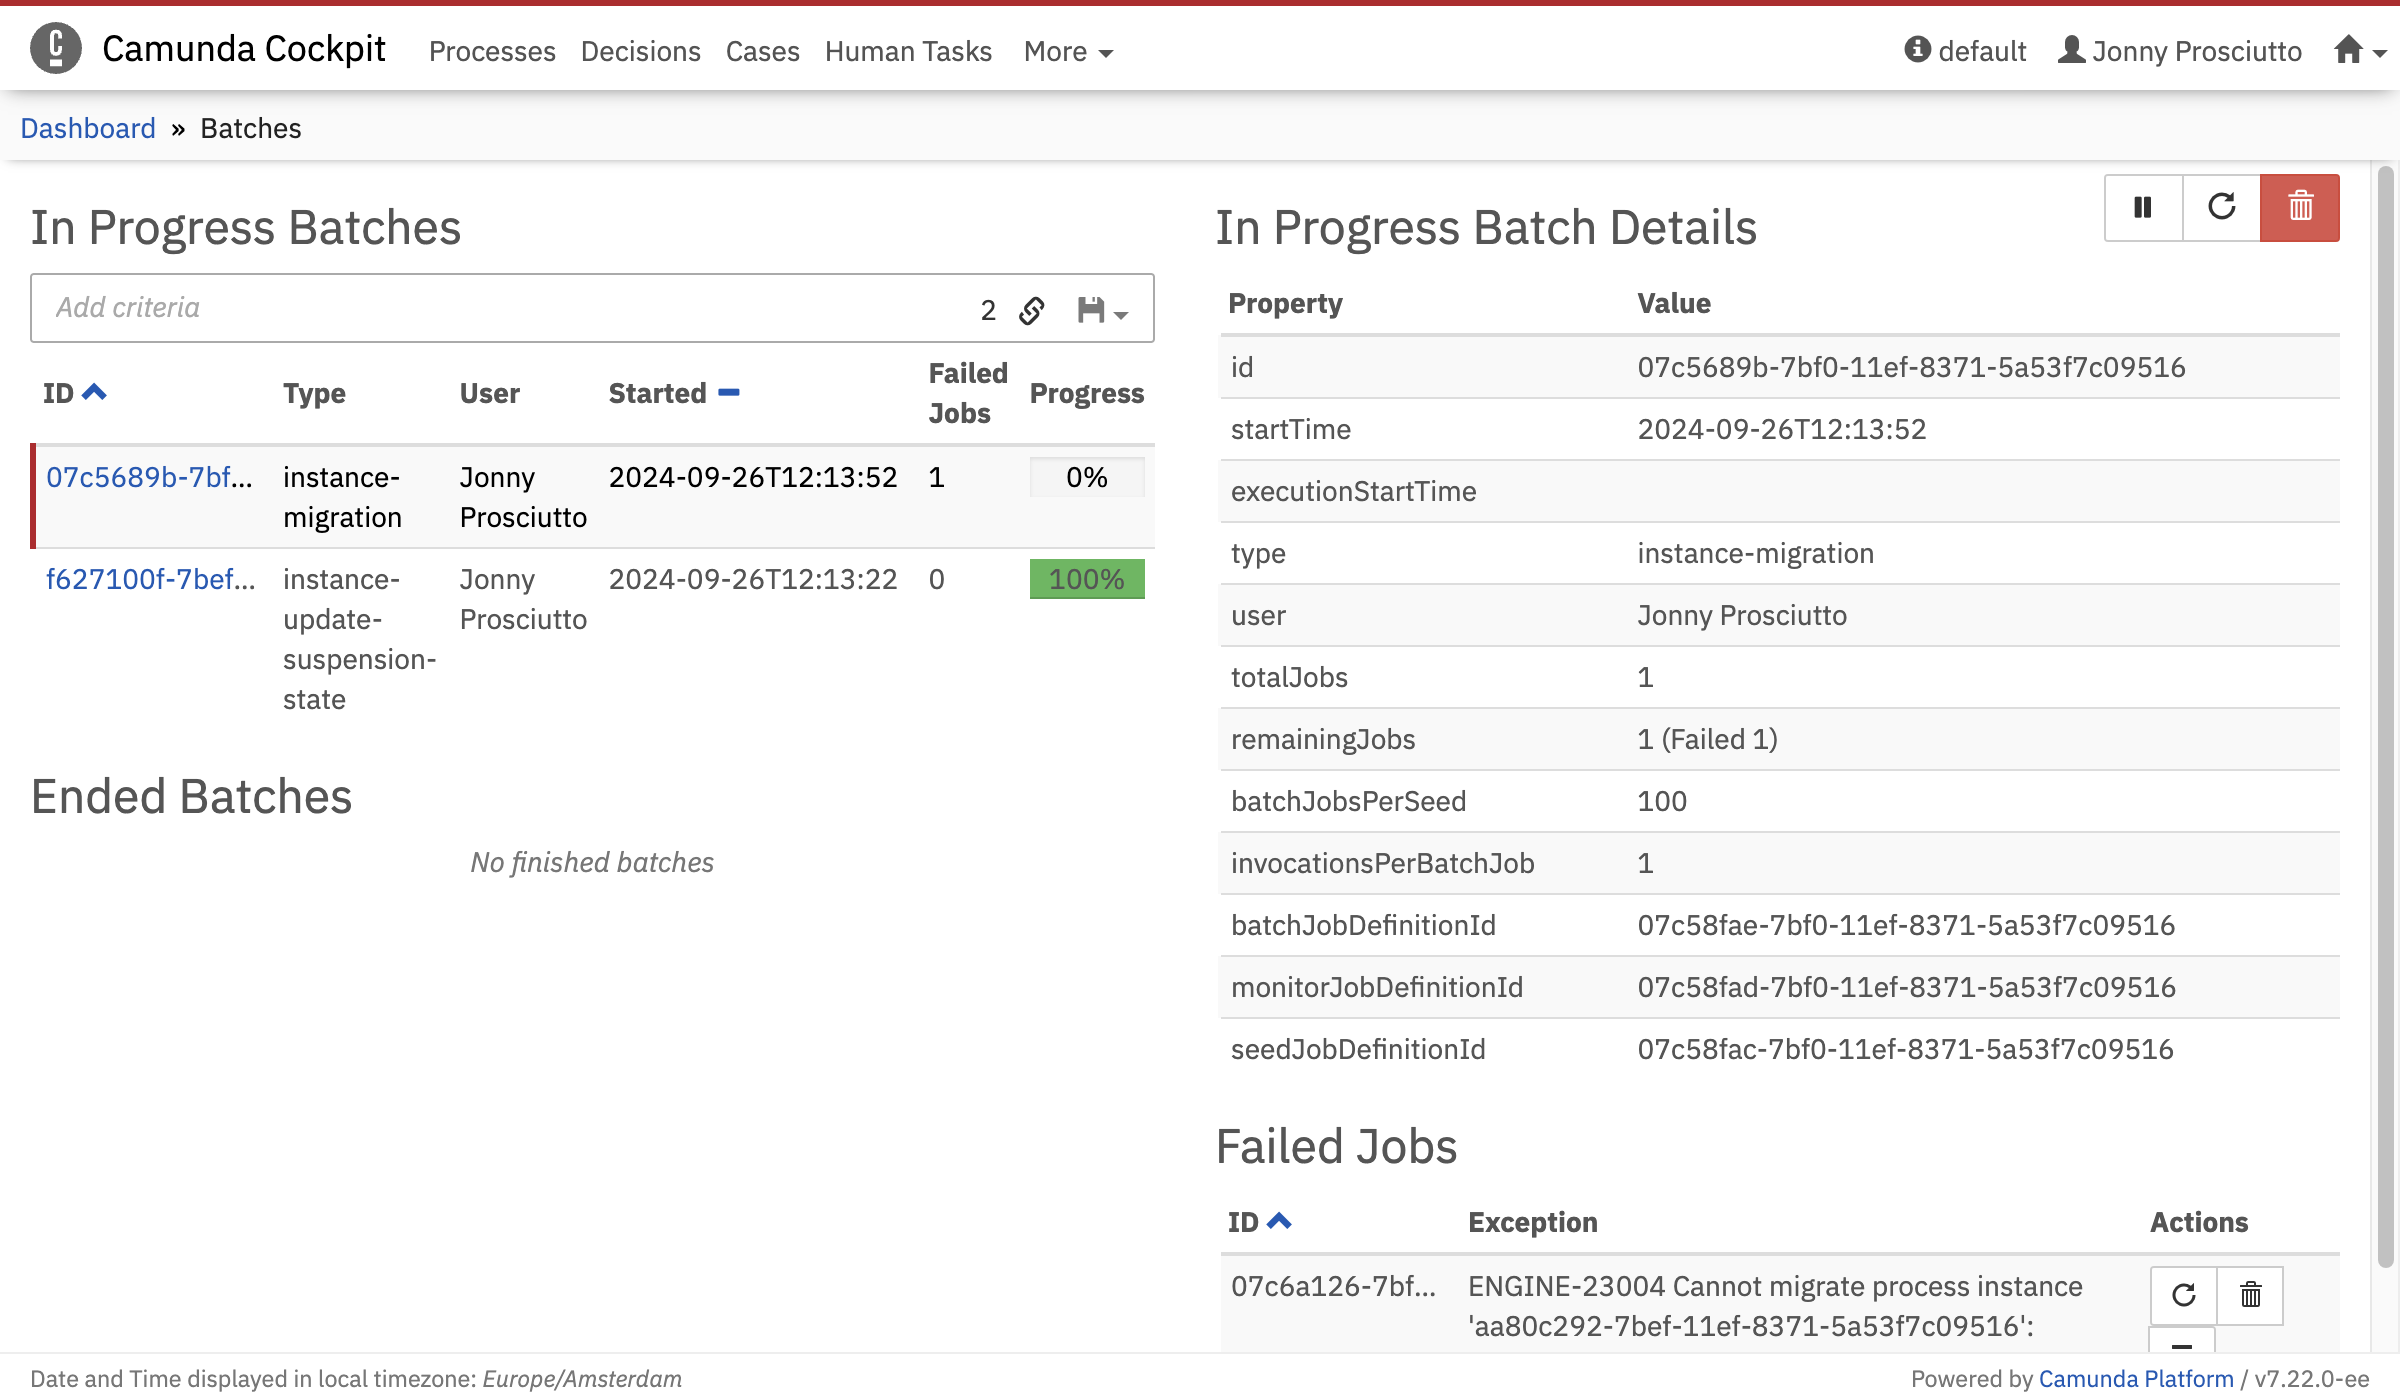 Camunda Cockpit Processes Decisions Cases Human Tasks More default Jonny Prosciutto
Dashboard » Batches
In Progress Batches
Add criteria 2
ID Type User Started Failed Jobs Progress
07c5689b-7bf... instance-migration Jonny Prosciutto 2024-09-26T12:13:52 1 0%
f627100f-7bef... instance-update-suspension-state Jonny Prosciutto 2024-09-26T12:13:22 0 100%
Ended Batches
No finished batches
In Progress Batch Details
Property Value
id 07c5689b-7bf0-11ef-8371-5a53f7c09516
startTime 2024-09-26T12:13:52
executionStartTime
type instance-migration
user Jonny Prosciutto
totalJobs 1
remainingJobs 1 (Failed 1)
batchJobsPerSeed 100
invocationsPerBatchJob 1
batchJobDefinitionId 07c58fae-7bf0-11ef-8371-5a53f7c09516
monitorJobDefinitionId 07c58fad-7bf0-11ef-8371-5a53f7c09516
seedJobDefinitionId 07c58fac-7bf0-11ef-8371-5a53f7c09516
Failed Jobs
ID Exception Actions
07c6a126-7bf... ENGINE-23004 Cannot migrate process instance
'aa80c292-7bef-11ef-8371-5a53f7c09516':
Date and Time displayed in local timezone: Europe/Amsterdam
Powered by Camunda Platform / v7.22.0-ee